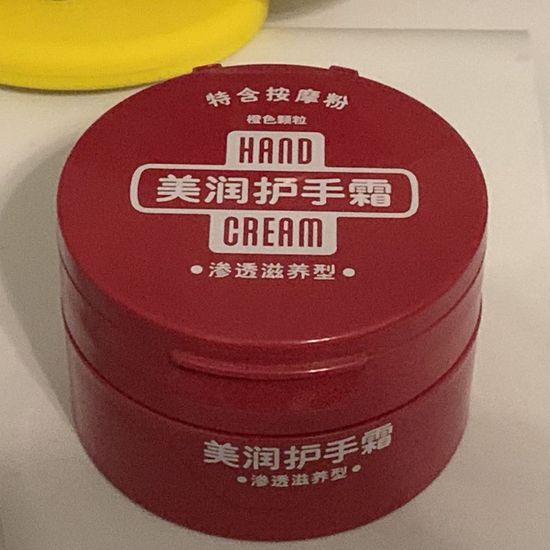 特含按摩粉
橙色颗粒
HAND
美润护手霜
CREAM
•渗透滋养型•
美润护手霜
•渗透滋养型•